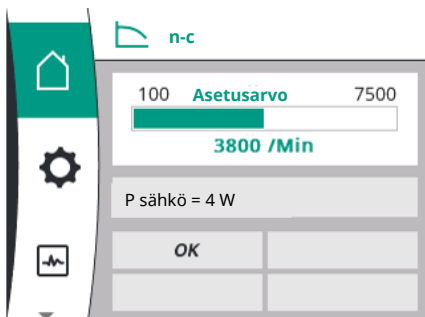 n-c
100 Asetusarvo 7500
3800 /Min
P sähkö = 4 W
OK